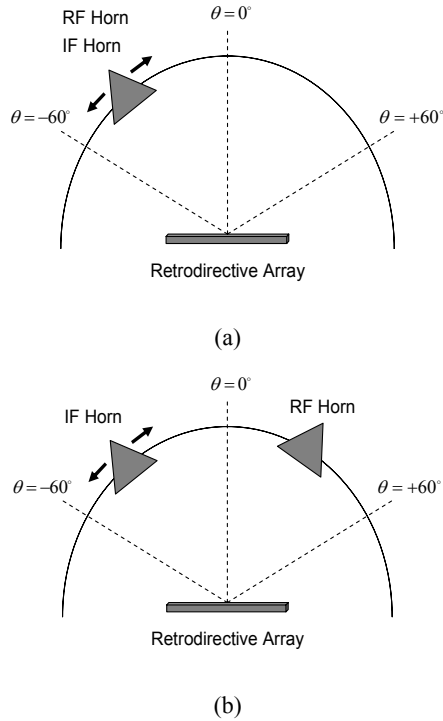 RF Horn
IF Horn
θ = 0°
θ = −60°
θ = +60°
Retrodirective Array
(a)
θ = 0°
IF Horn
RF Horn
θ = −60°
θ = +60°
Retrodirective Array
(b)